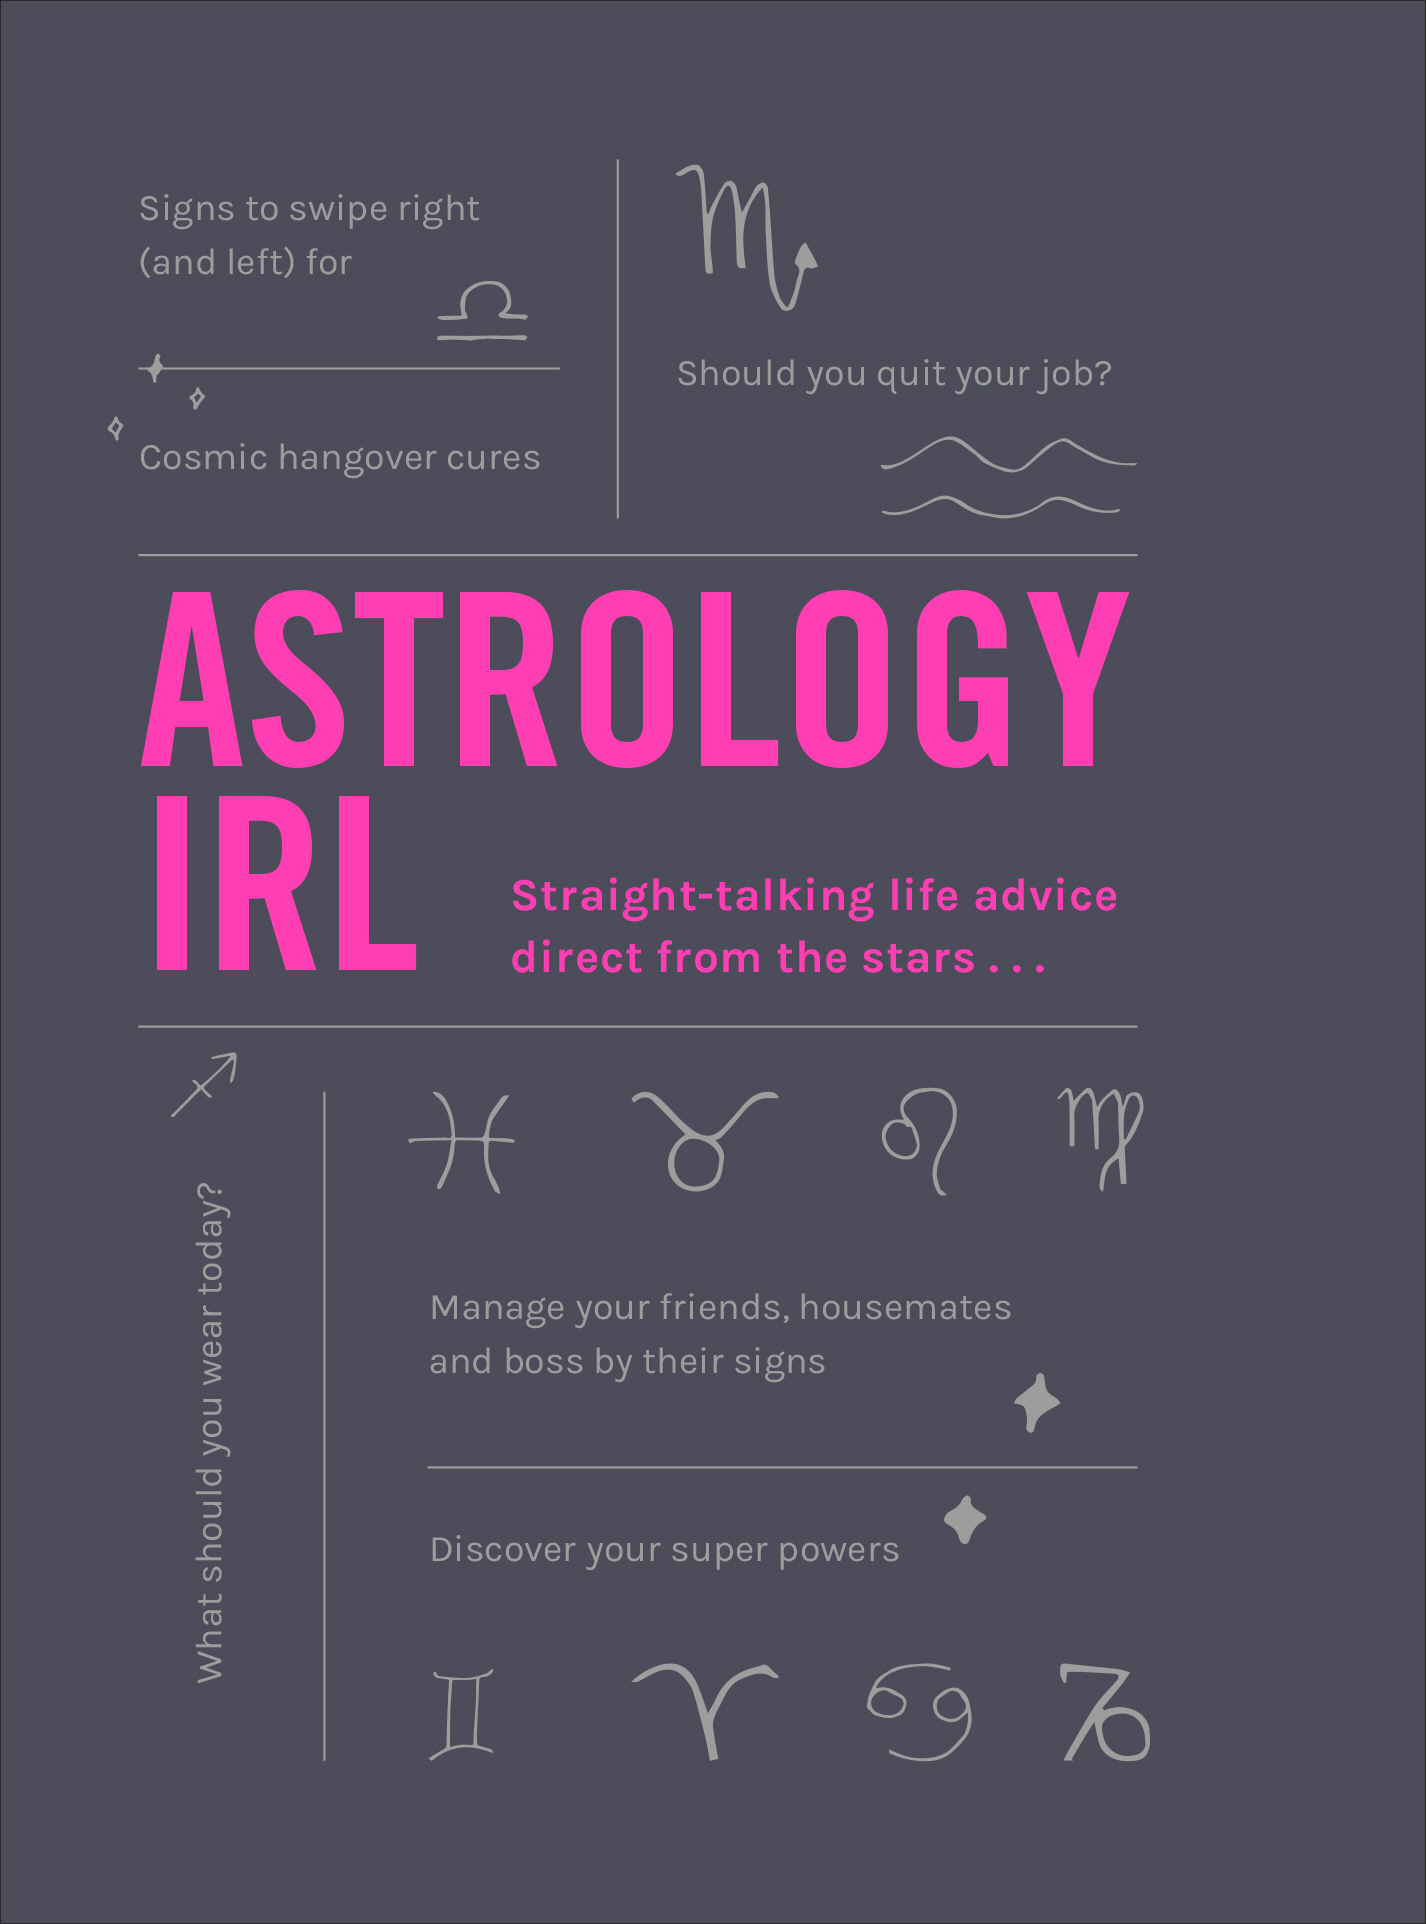 Signs to swipe right
(and left) for
Cosmic hangover cures
Should you quit your job?
ASTROLOGY
IRL
Straight-talking life advice
direct from the stars . . .
What should you wear today?
Manage your friends, housemates
and boss by their signs
Discover your super powers